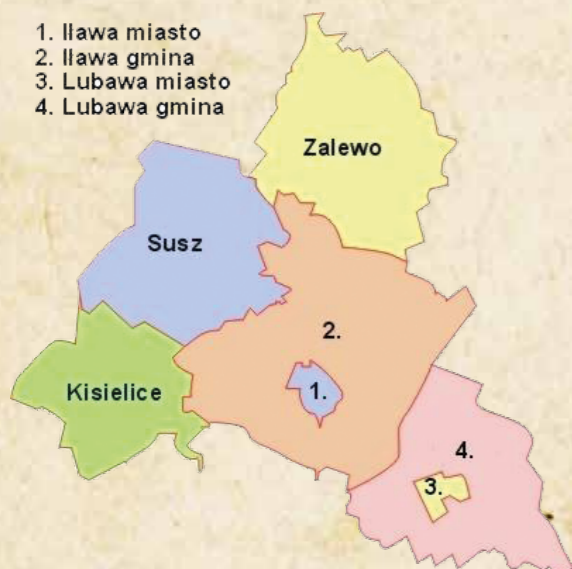 1. Iława miasto
2. Iława gmina
3. Lubawa miasto
4. Lubawa gmina
Zalewo
Susz
2.
Kisielice
1.
4.
3.